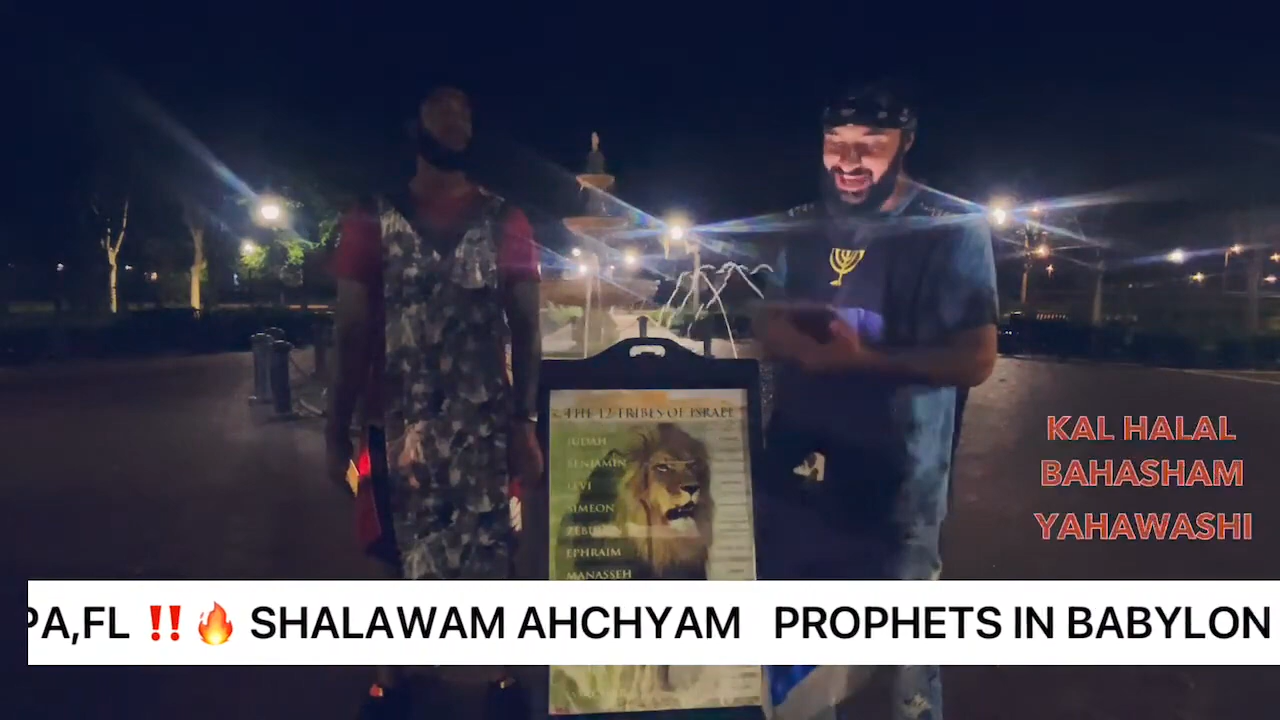 THE 12 TRIBES OF ISRAEL
JUDAH
BENJAMIN
LEVI
SIMEON
ZEBULUN
EPHRAIM
MANASSEH
KAL HALAL
BAHASHAM
YAHAWASHI
PA,FL ‼️🔥 SHALAWAM AHCHYAM PROPHETS IN BABYLON